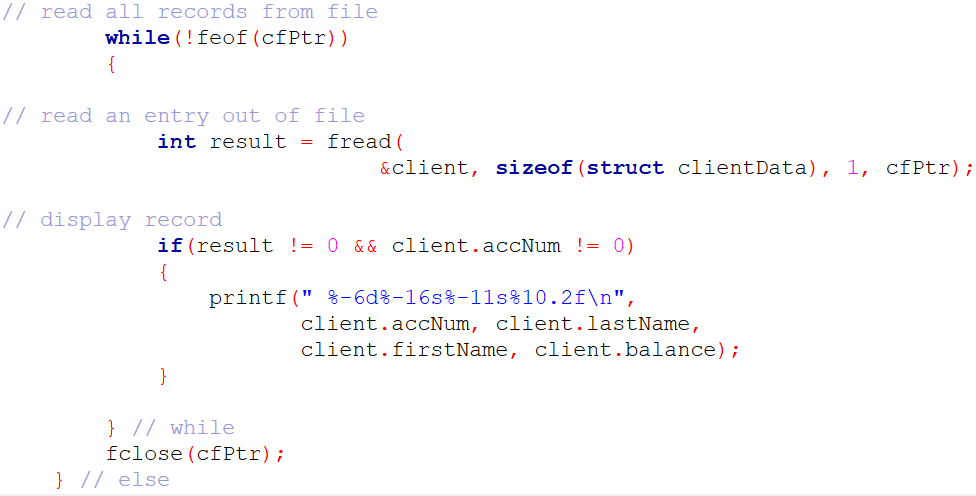 // read all records from file
while(!feof(cfPtr))
{
// read an entry out of file
int result = fread(
&client, sizeof(struct clientData), 1, cfPtr);
// display record
if(result != 0 && client.accNum != 0)
{
printf(" %-6d%-16s%-11s%10.2f\n",
client.accNum, client.lastName,
client.firstName, client.balance);
}
} // while
fclose(cfPtr);
} // else